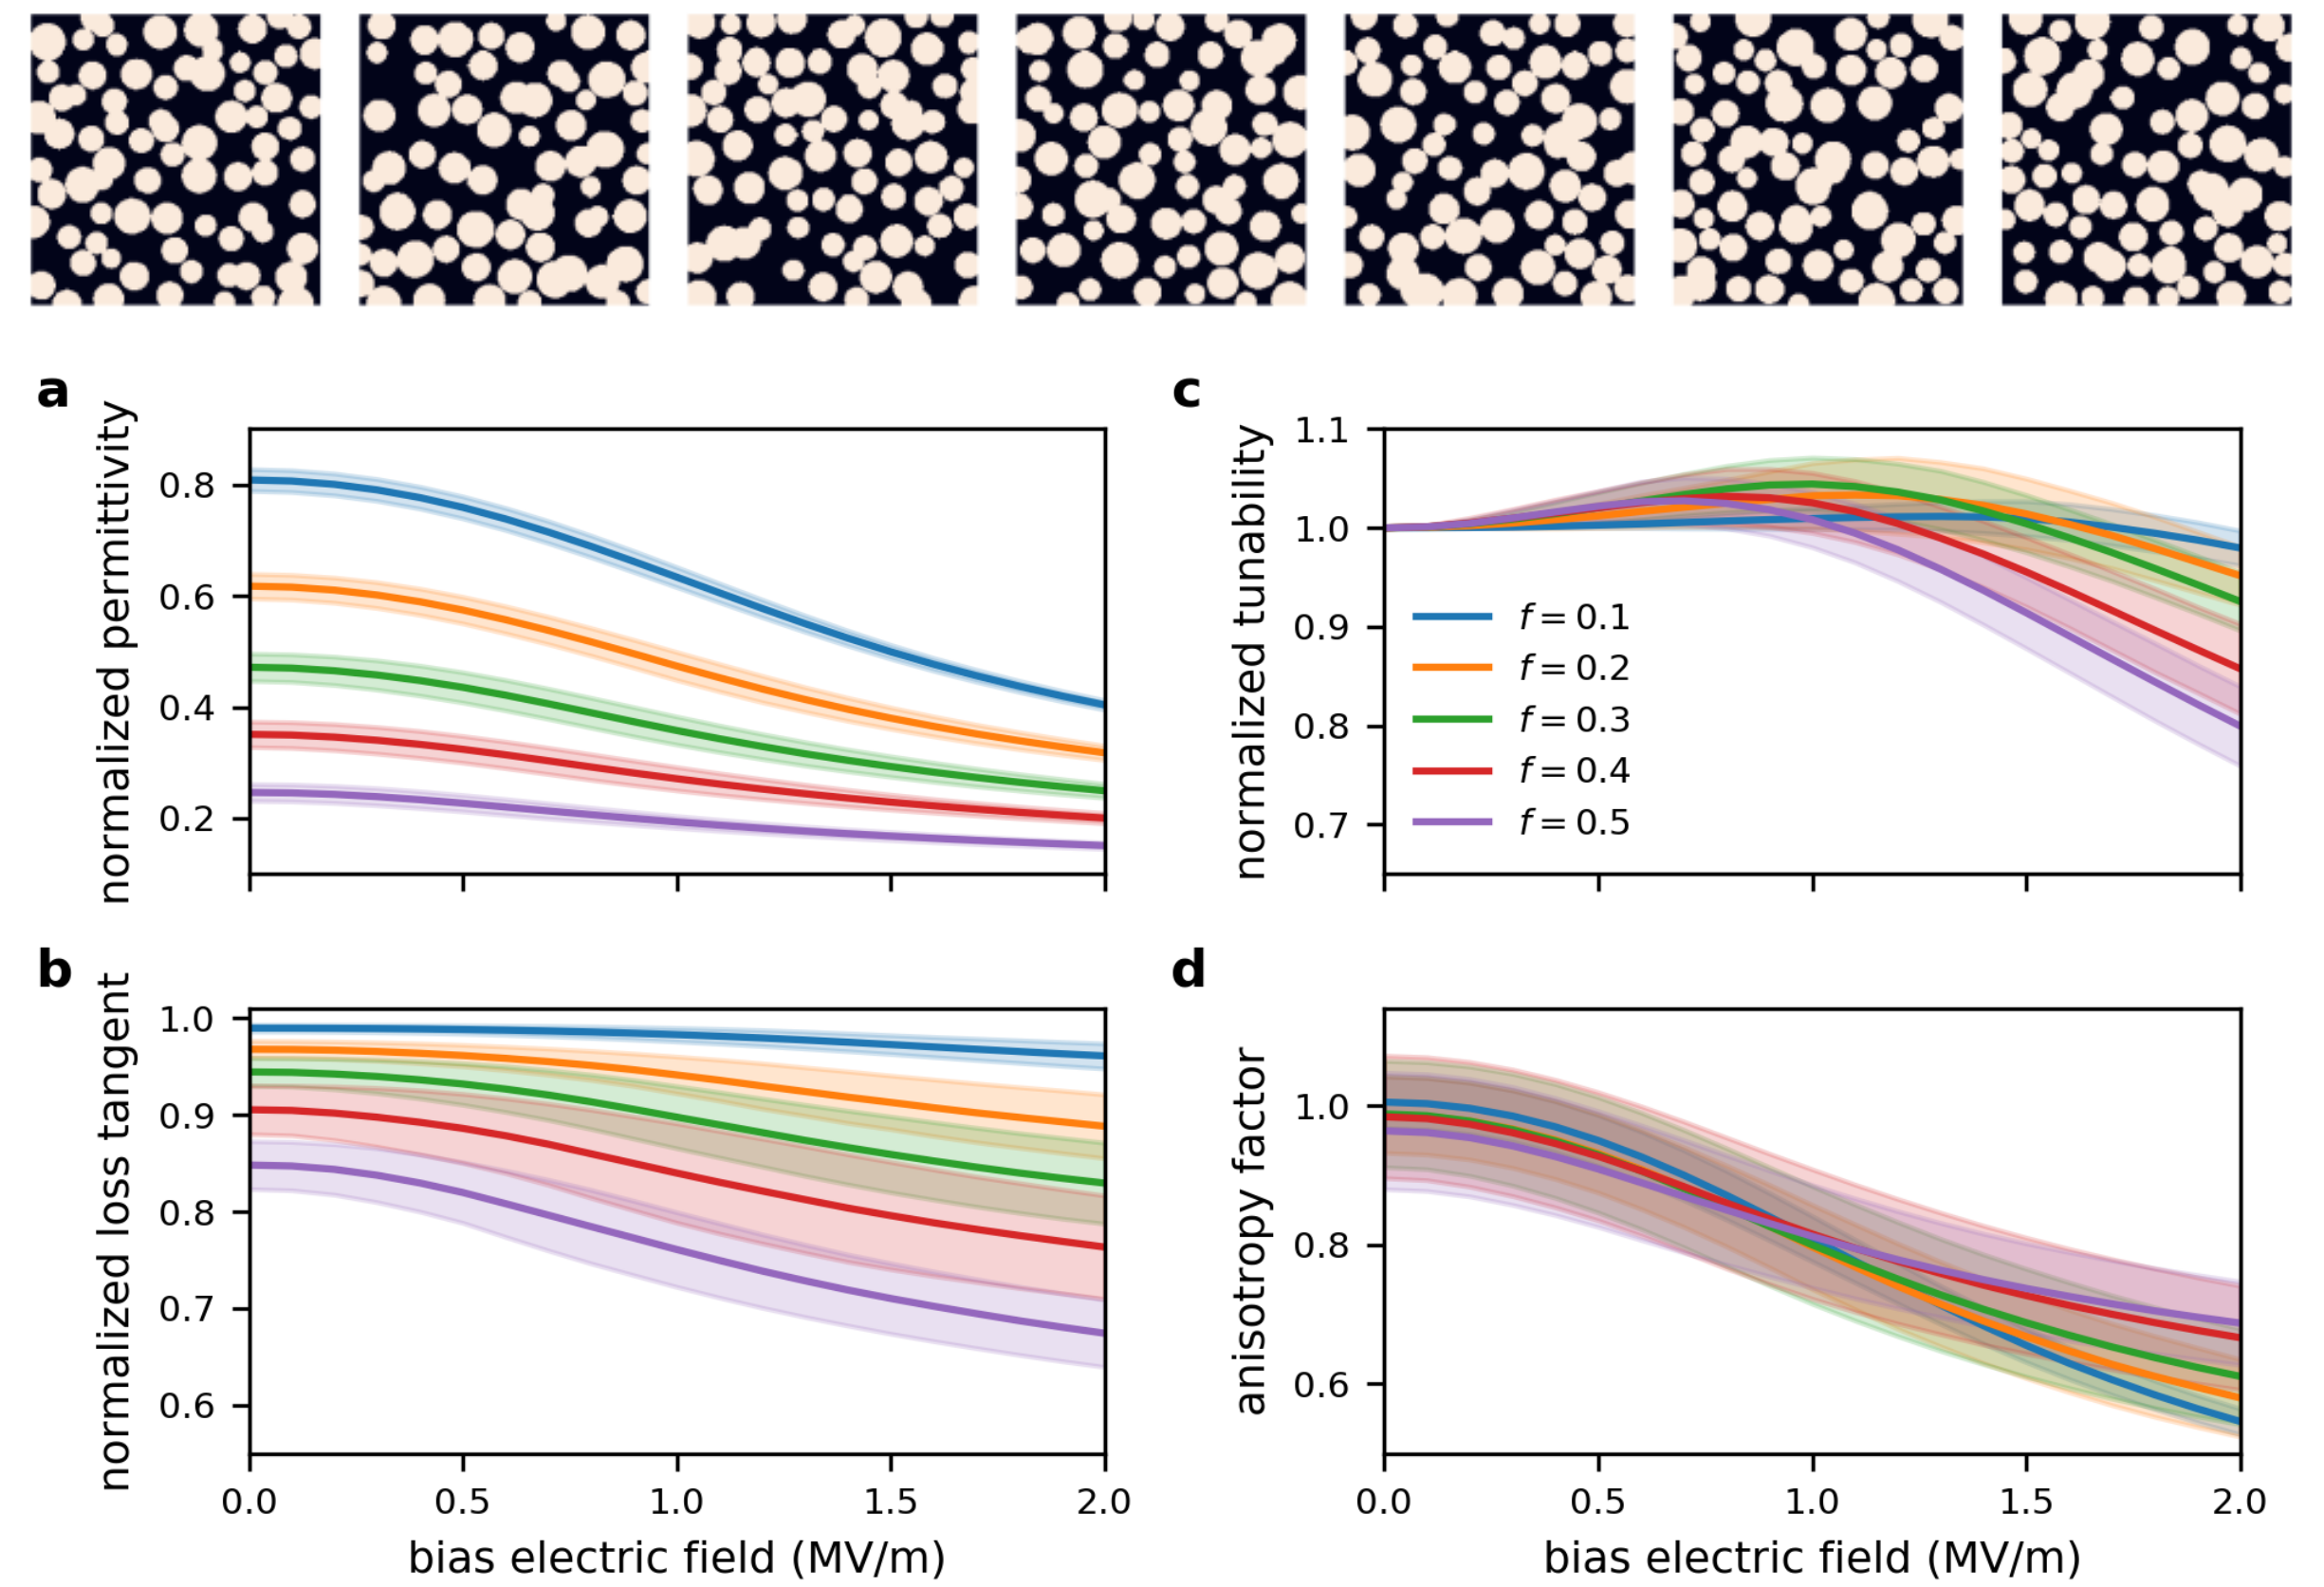 a
normalized permittivity
0.8
0.6
0.4
0.2
c
normalized tunability
1.1
1.0
0.9
0.8
0.7
f = 0.1
f = 0.2
f = 0.3
f = 0.4
f = 0.5
b
normalized loss tangent
1.0
0.9
0.8
0.7
0.6
0.0 0.5 1.0 1.5 2.0
bias electric field (MV/m)
d
anisotropy factor
1.0
0.8
0.6
0.0 0.5 1.0 1.5 2.0
bias electric field (MV/m)